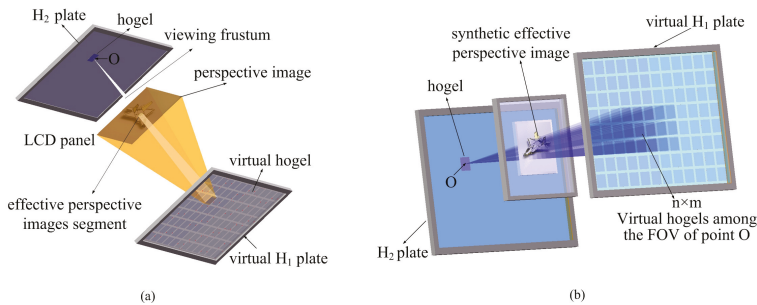 H₂ plate
hogel
viewing frustum
O
perspective image
LCD panel
virtual hogel
effective perspective
images segment
virtual H₁ plate
(a)
synthetic effective
perspective image
virtual H₁ plate
hogel
O
n×m
Virtual hogels among
the FOV of point O
H₂ plate
(b)